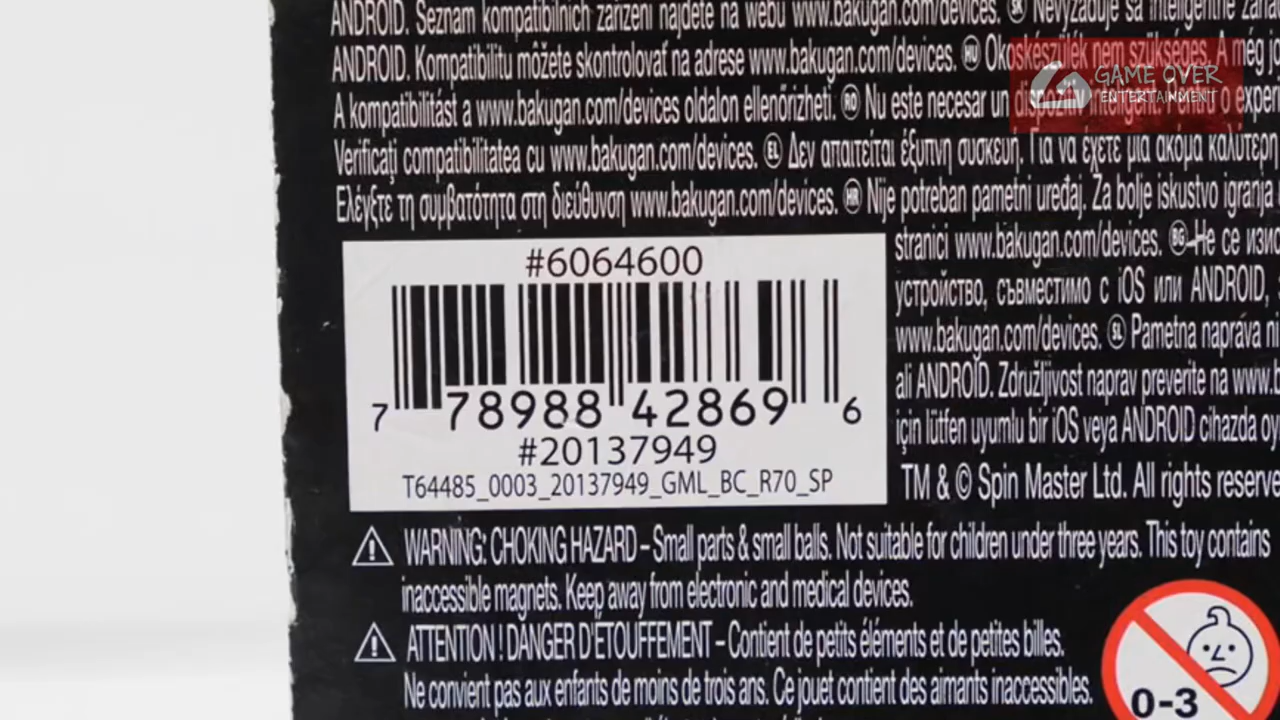 ANDROID. Seznam kompatibilních zařízení najdete na webu www.bakugan.com/devices. SK Nevyžaduje sa inteligentné
ANDROID. Kompatibilitu môžete skontrolovať na adrese www.bakugan.com/devices. HU Okoskészülék nem szükséges. A még
A kompatibilitást a www.bakugan.com/devices oldalon ellenőrizheti. RO Nu este necesar un dispozitiv inteligent. Pentru o
Verificați compatibilitatea cu www.bakugan.com/devices. EL Δεν απαιτείται έξυπνη συσκευή. Για να έχετε μια ακόμα καλύτερη
Ελέγξτε τη συμβατότητα στη διεύθυνση www.bakugan.com/devices. HR Nije potreban pametni uređaj. Za bolje iskustvo igranja
stranici www.bakugan.com/devices. BG Не се
устройство, съвместимо с iOS или ANDROID,
www.bakugan.com/devices. SL Pametna naprava
ali ANDROID. Združljivost naprav preverite na
için lütfen uyumlu bir iOS veya ANDROID cihazda
TM & © Spin Master Ltd. All rights
#6064600
7 78988 42869 6
#20137949
T64485_0003_20137949_GML_BC_R70_SP
WARNING: CHOKING HAZARD – Small parts & small balls. Not suitable for children under three years. This toy contains
inaccessible magnets. Keep away from electronic and medical devices.
ATTENTION ! DANGER D'ÉTOUFFEMENT – Contient de petits éléments et de petites billes.
Ne convient pas aux enfants de moins de trois ans. Ce jouet contient des aimants inaccessibles.
0-3
GAME OVER
ENTERTAINMENT